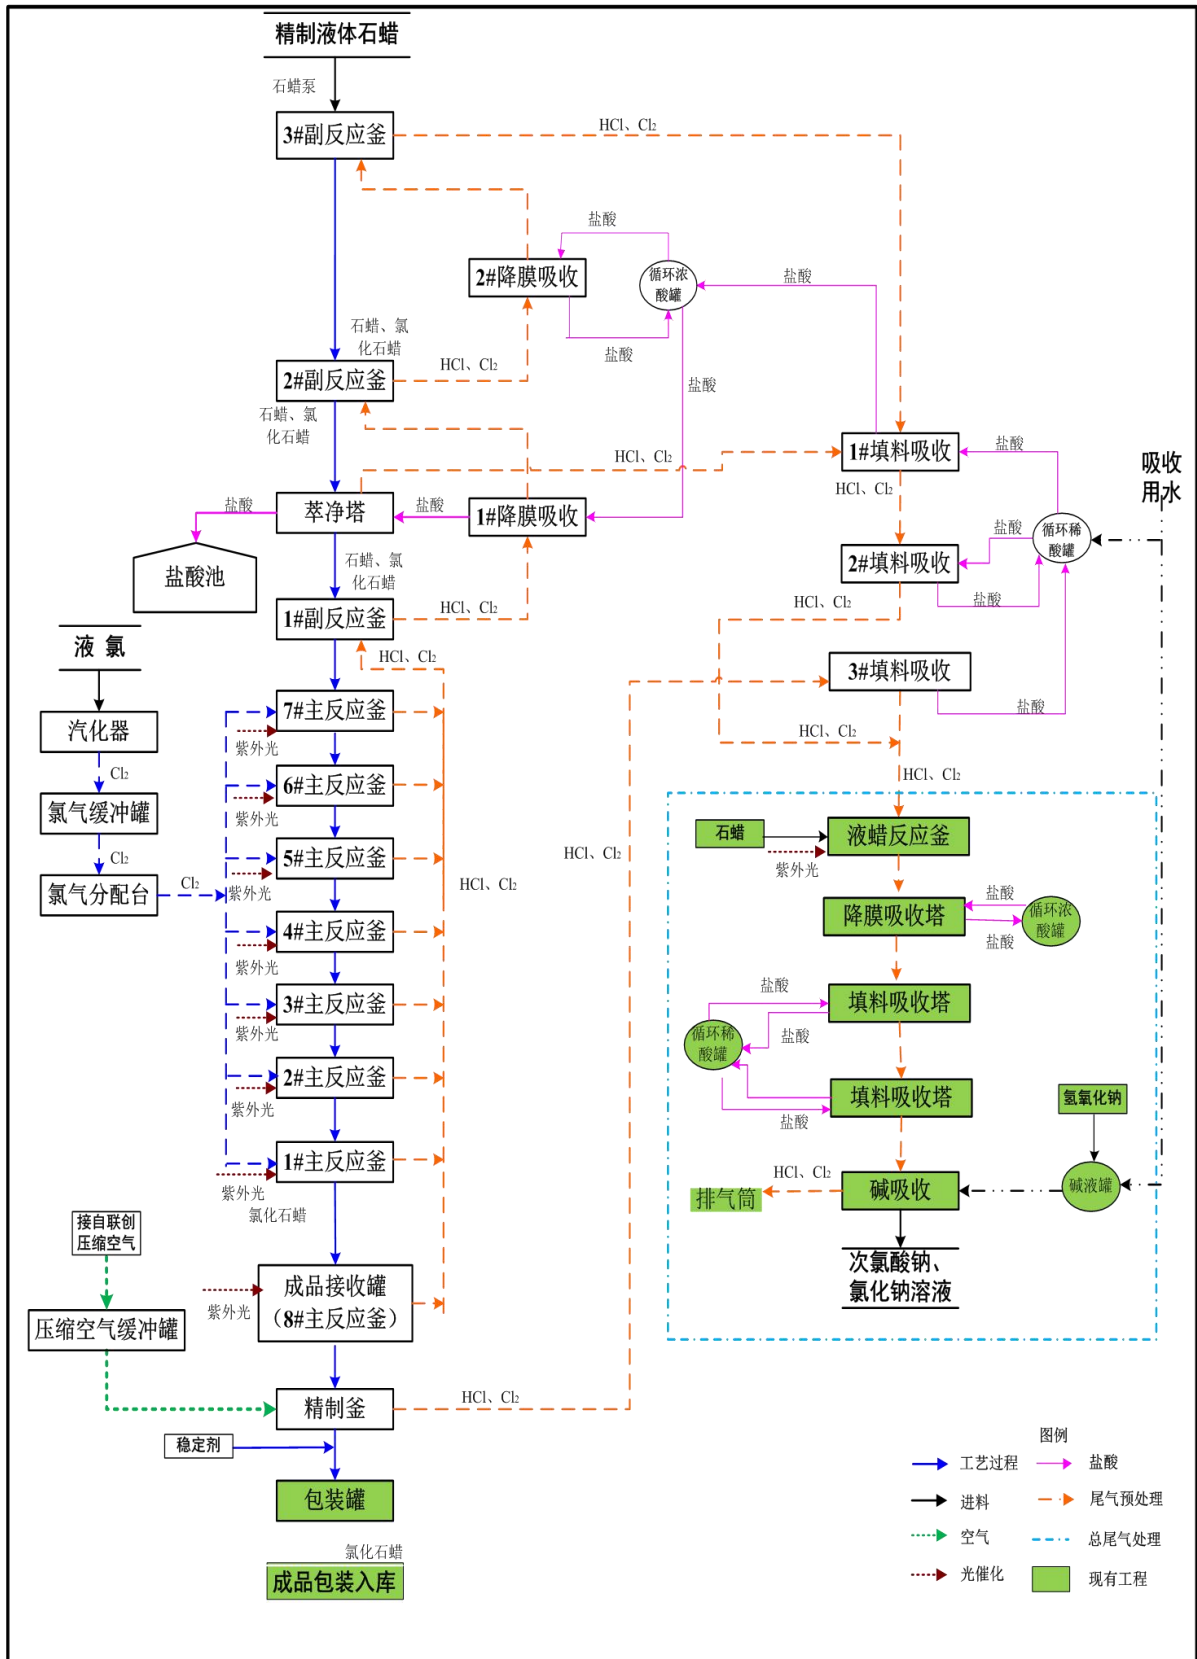 精制液体石蜡
石蜡泵
3#副反应釜
HCl、Cl₂
盐酸
2#降膜吸收
循环浓
酸罐
盐酸
盐酸
石蜡、氯
化石蜡
HCl、Cl₂
盐酸
2#副反应釜
石蜡、氯
化石蜡
HCl、Cl₂
1#填料吸收
盐酸
吸收
用水
HCl、Cl₂
盐酸
萃净塔
盐酸
1#降膜吸收
盐酸
循环稀
酸罐
盐酸池
石蜡、氯
化石蜡
2#填料吸收
HCl、Cl₂
盐酸
1#副反应釜
HCl、Cl₂
液 氯
HCl、Cl₂
3#填料吸收
盐酸
汽化器
7#主反应釜
紫外光
HCl、Cl₂
Cl₂
6#主反应釜
紫外光
HCl、Cl₂
氯气缓冲罐
Cl₂
石蜡
液蜡反应釜
紫外光
5#主反应釜
紫外光
HCl、Cl₂
HCl、Cl₂
氯气分配台
Cl₂
降膜吸收塔
盐酸
盐酸
循环浓
酸罐
4#主反应釜
紫外光
3#主反应釜
紫外光
盐酸
填料吸收塔
盐酸
循环稀
酸罐
2#主反应釜
紫外光
填料吸收塔
盐酸
氢氧化钠
1#主反应釜
紫外光
氯化石蜡
HCl、Cl₂
排气筒
碱吸收
碱液罐
接自联创
压缩空气
次氯酸钠、
氯化钠溶液
成品接收罐
（8#主反应釜）
紫外光
压缩空气缓冲罐
精制釜
HCl、Cl₂
稳定剂
包装罐
氯化石蜡
成品包装入库
图例
工艺过程
盐酸
进料
尾气预处理
空气
总尾气处理
光催化
现有工程